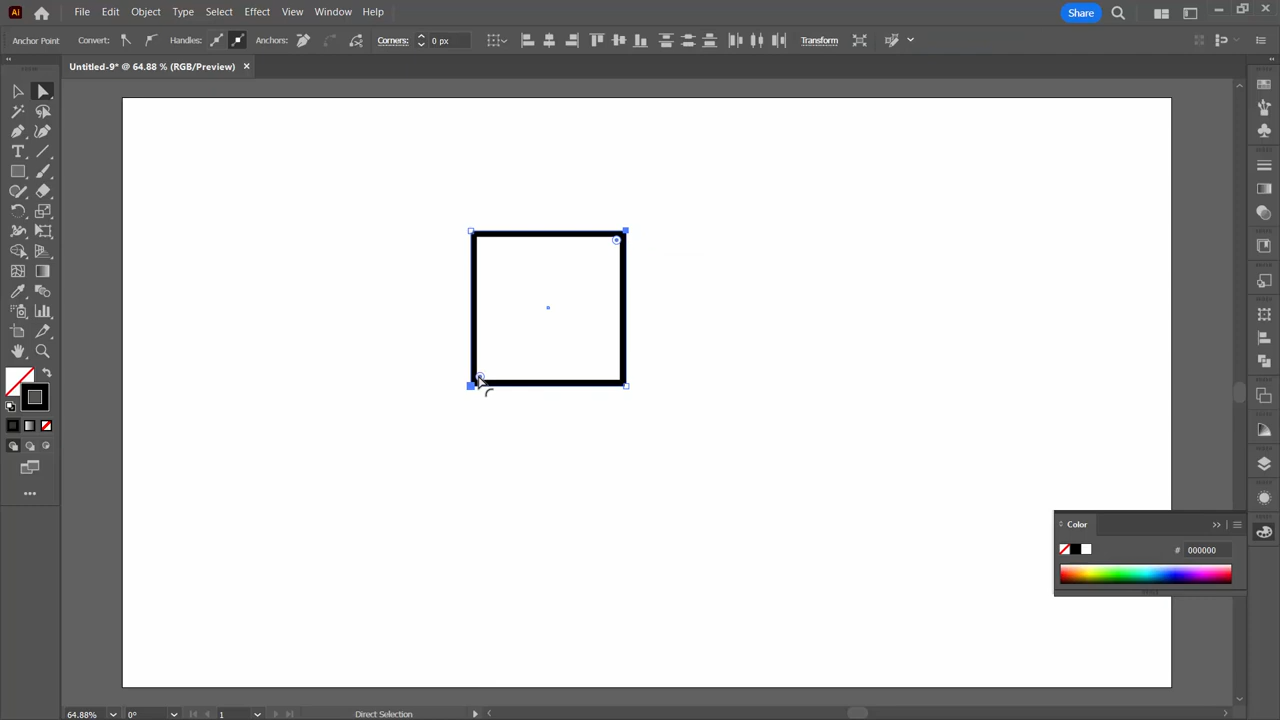 Ai File Edit Object Type Select Effect View Window Help Share
Anchor Point Convert: Handles: Anchors: Corners: 0 px Transform
Untitled-9* @ 64.88 % (RGB/Preview) ×
T
Color
# 000000
64.88% 0° 1 Direct Selection